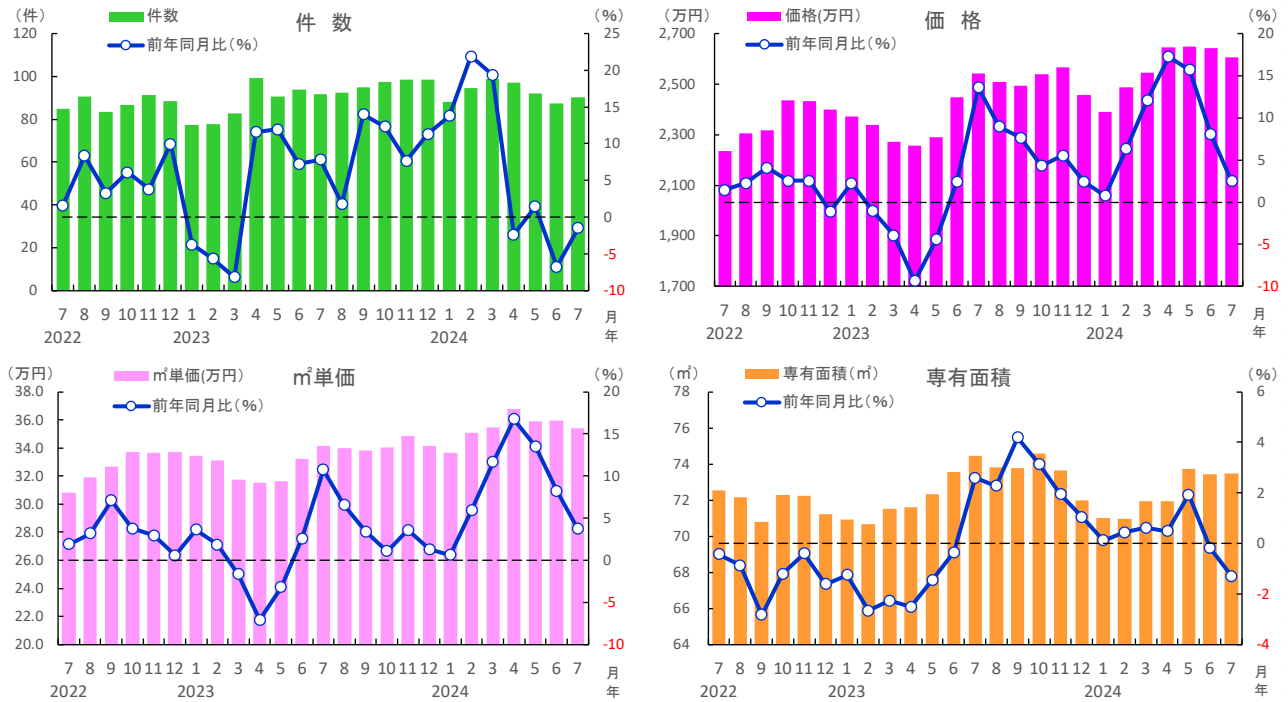 件 数
（件）
（%）
件数
前年同月比（%）
120
100
80
60
40
20
0
25
20
15
10
5
0
-5
-10
7 8 9 10 11 12 1 2 3 4 5 6 7 8 9 10 11 12 1 2 3 4 5 6 7 月
2022 2023 2024 年
価 格
（万円）
（%）
価格(万円)
前年同月比（%）
2,700
2,500
2,300
2,100
1,900
1,700
20
15
10
5
0
-5
-10
7 8 9 10 11 12 1 2 3 4 5 6 7 8 9 10 11 12 1 2 3 4 5 6 7 月
2022 2023 2024 年
㎡単価
（万円）
（%）
㎡単価(万円)
前年同月比（%）
38.0
36.0
34.0
32.0
30.0
28.0
26.0
24.0
22.0
20.0
20
15
10
5
0
-5
-10
7 8 9 10 11 12 1 2 3 4 5 6 7 8 9 10 11 12 1 2 3 4 5 6 7 月
2022 2023 2024 年
専有面積
（㎡）
（%）
専有面積（㎡）
前年同月比（%）
78
76
74
72
70
68
66
64
6
4
2
0
-2
-4
7 8 9 10 11 12 1 2 3 4 5 6 7 8 9 10 11 12 1 2 3 4 5 6 7 月
2022 2023 2024 年